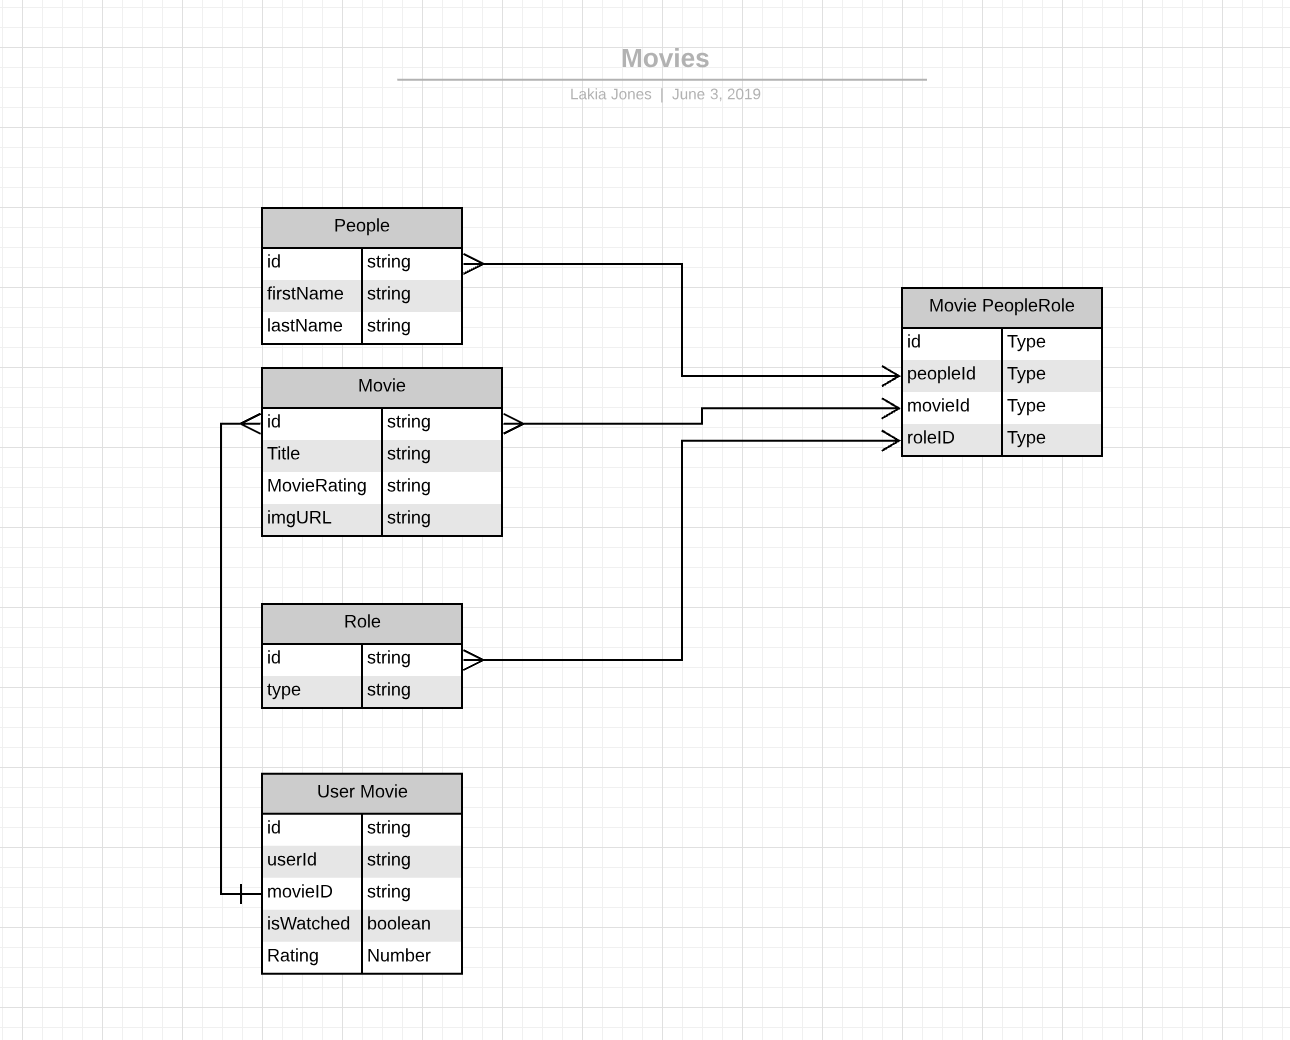 Movies
Lakia Jones | June 3, 2019
People
id string
firstName string
lastName string
Movie
id string
Title string
MovieRating string
imgURL string
Role
id string
type string
User Movie
id string
userId string
movieID string
isWatched boolean
Rating Number
Movie PeopleRole
id Type
peopleId Type
movieId Type
roleID Type